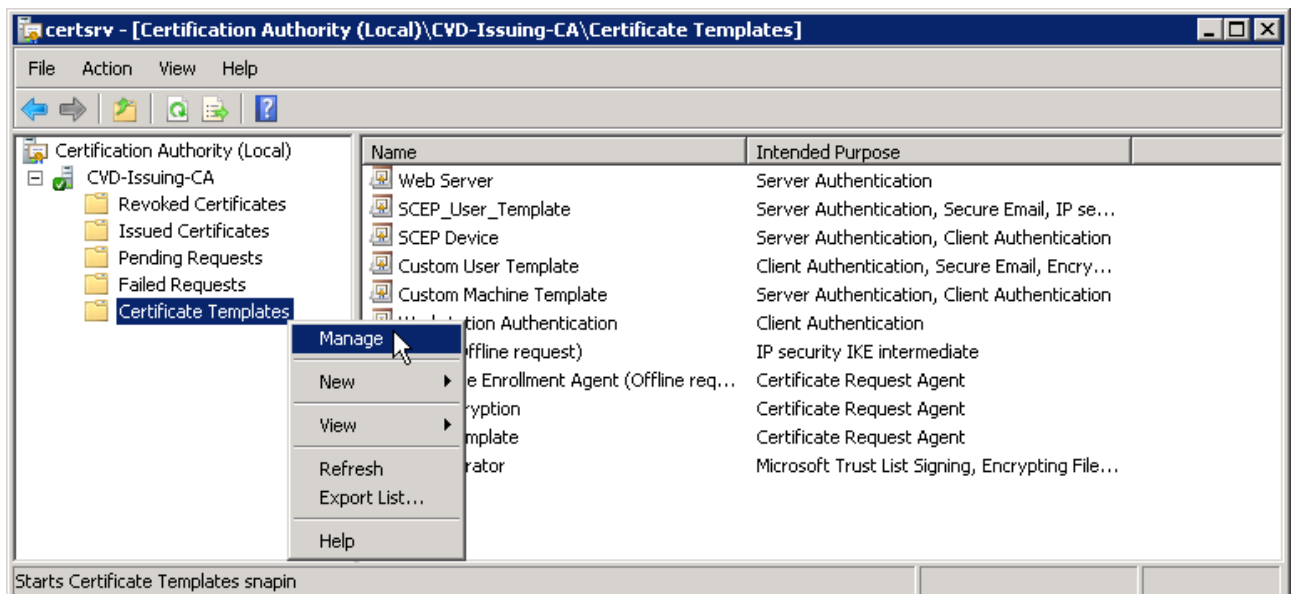 certsrv - [Certification Authority (Local)\CVD-Issuing-CA\Certificate Templates]
File Action View Help
Certification Authority (Local)
CVD-Issuing-CA
Revoked Certificates
Issued Certificates
Pending Requests
Failed Requests
Certificate Templates
Name Intended Purpose
Web Server Server Authentication
SCEP_User_Template Server Authentication, Secure Email, IP se...
SCEP Device Server Authentication, Client Authentication
Custom User Template Client Authentication, Secure Email, Encry...
Custom Machine Template Server Authentication, Client Authentication
tion Authentication Client Authentication
ffline request) IP security IKE intermediate
e Enrollment Agent (Offline req... Certificate Request Agent
ryption Certificate Request Agent
mplate Certificate Request Agent
rator Microsoft Trust List Signing, Encrypting File...
Manage
New
View
Refresh
Export List...
Help
Starts Certificate Templates snapin